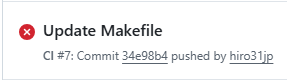 Update Makefile
CI #7: Commit 34e98b4 pushed by hiro31jp